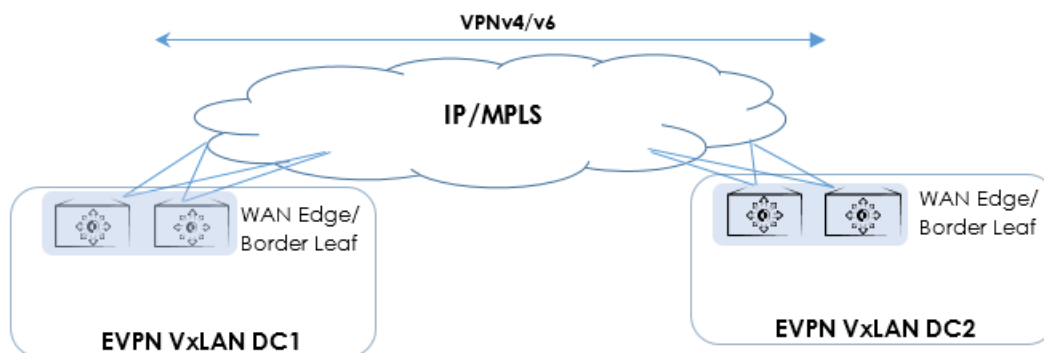 VPNv4/v6
IP/MPLS
WAN Edge/
Border Leaf
WAN Edge/
Border Leaf
EVPN VxLAN DC1
EVPN VxLAN DC2